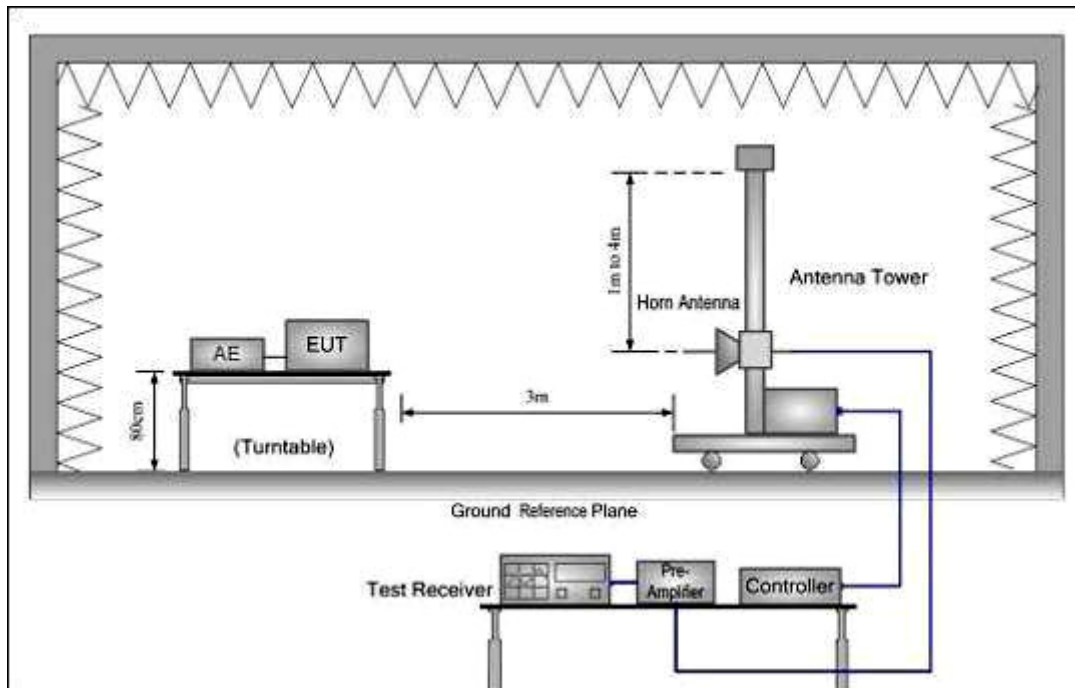 1m to 4m
Antenna Tower
Horn Antenna
AE
EUT
80cm
3m
(Turntable)
Ground Reference Plane
Test Receiver
Pre-
Amplifier
Controller